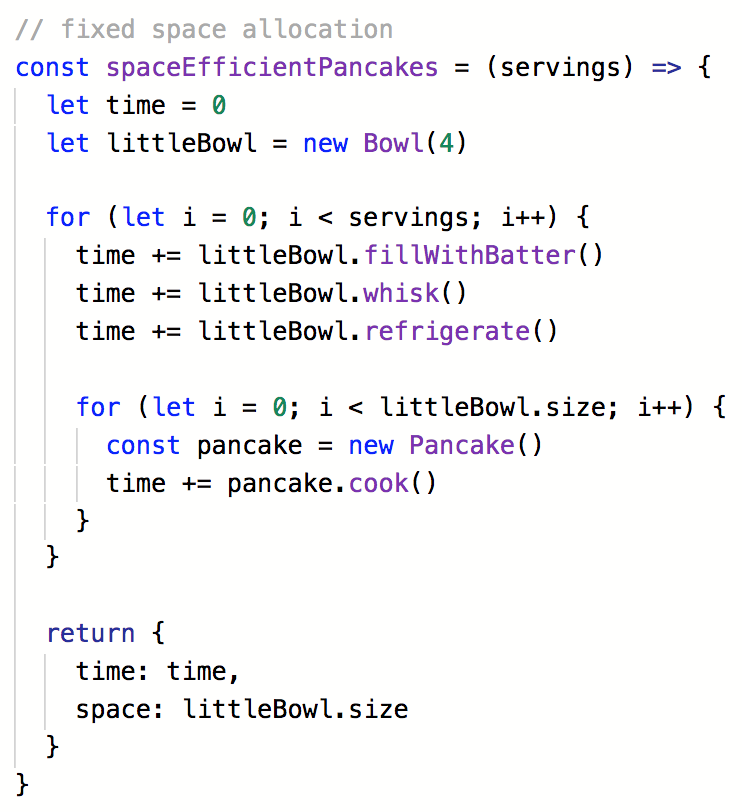 // fixed space allocation
const spaceEfficientPancakes = (servings) => {
  let time = 0
  let littleBowl = new Bowl(4)

  for (let i = 0; i < servings; i++) {
    time += littleBowl.fillWithBatter()
    time += littleBowl.whisk()
    time += littleBowl.refrigerate()

    for (let i = 0; i < littleBowl.size; i++) {
      const pancake = new Pancake()
      time += pancake.cook()
    }
  }

  return {
    time: time,
    space: littleBowl.size
  }
}